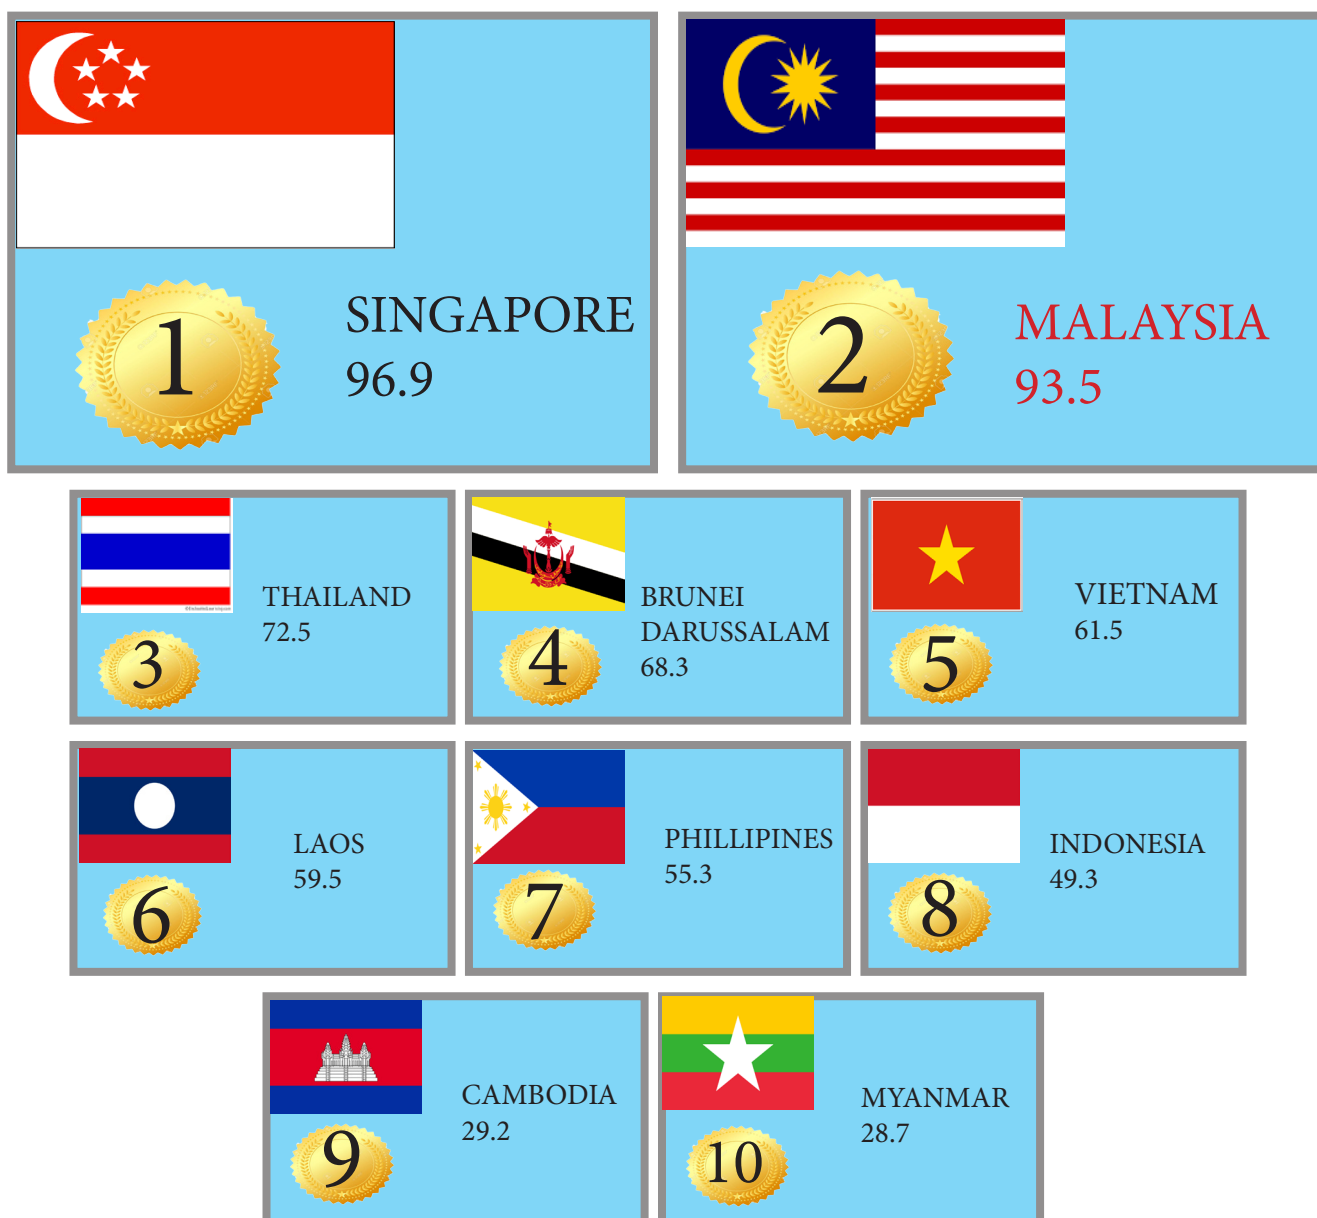 1
SINGAPORE
96.9
2
MALAYSIA
93.5
3
THAILAND
72.5
4
BRUNEI
DARUSSALAM
68.3
5
VIETNAM
61.5
6
LAOS
59.5
7
PHILLIPINES
55.3
8
INDONESIA
49.3
9
CAMBODIA
29.2
10
MYANMAR
28.7